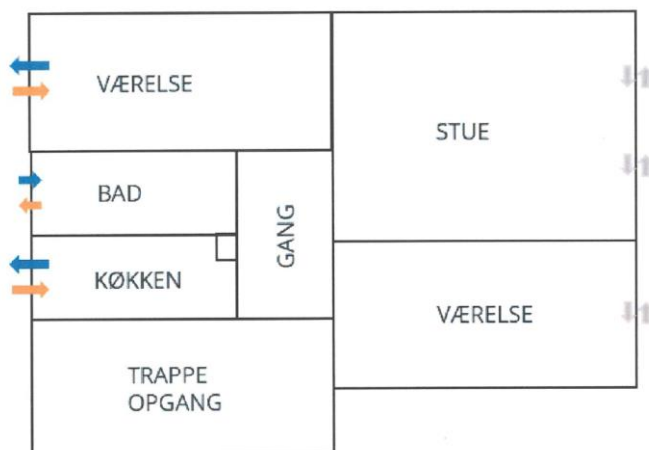 VÆRELSE
STUE
BAD
GANG
KØKKEN
VÆRELSE
TRAPPE
OPGANG